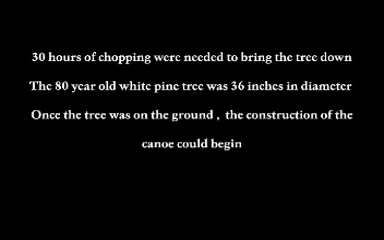 30 hours of chopping were needed to bring the tree down
The 80 year old white pine tree was 36 inches in diameter
Once the tree was on the ground , the construction of the
canoe could begin